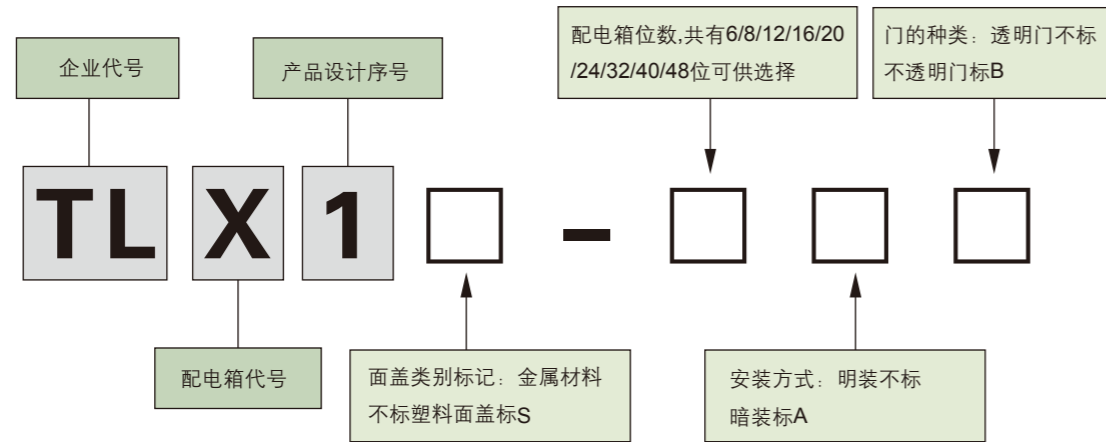 企业代号
产品设计序号
配电箱位数,共有6/8/12/16/20
/24/32/40/48位可供选择
门的种类：透明门不标
不透明门标B
TL X 1 □ - □ □ □
配电箱代号
面盖类别标记：金属材料
不标塑料面盖标S
安装方式：明装不标
暗装标A